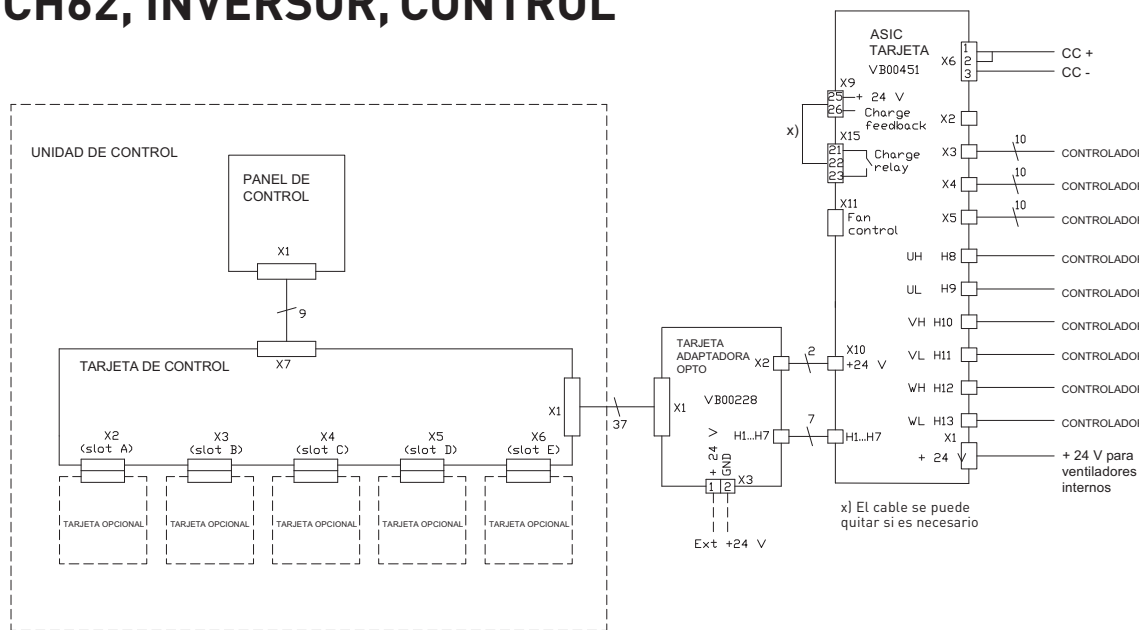 CH62, INVERSOR, CONTROL
UNIDAD DE CONTROL
PANEL DE
CONTROL
X1
9
X7
TARJETA DE CONTROL
X2
(slot A)
X3
(slot B)
X4
(slot C)
X5
(slot D)
X6
(slot E)
X1
TARJETA OPCIONAL
TARJETA OPCIONAL
TARJETA OPCIONAL
TARJETA OPCIONAL
TARJETA OPCIONAL
37
TARJETA
ADAPTADORA
OPTO
X2
X1
VB00228
H1...H7
+ 24 V
GND
1 2 X3
Ext +24 V
2
7
ASIC
TARJETA
VB00451
X6
1
2
3
CC +
CC -
X9
25 + 24 V
26 Charge
feedback
x)
X15
21
22
23
Charge
relay
X11
Fan
control
X10
+24 V
H1...H7
X2
X3
10
CONTROLADOR
X4
10
CONTROLADOR
X5
10
CONTROLADOR
UH H8
CONTROLADOR
UL H9
CONTROLADOR
VH H10
CONTROLADOR
VL H11
CONTROLADOR
WH H12
CONTROLADOR
WL H13
CONTROLADOR
X1
+ 24 V
+ 24 V para
ventiladores
internos
x) El cable se puede
quitar si es necesario